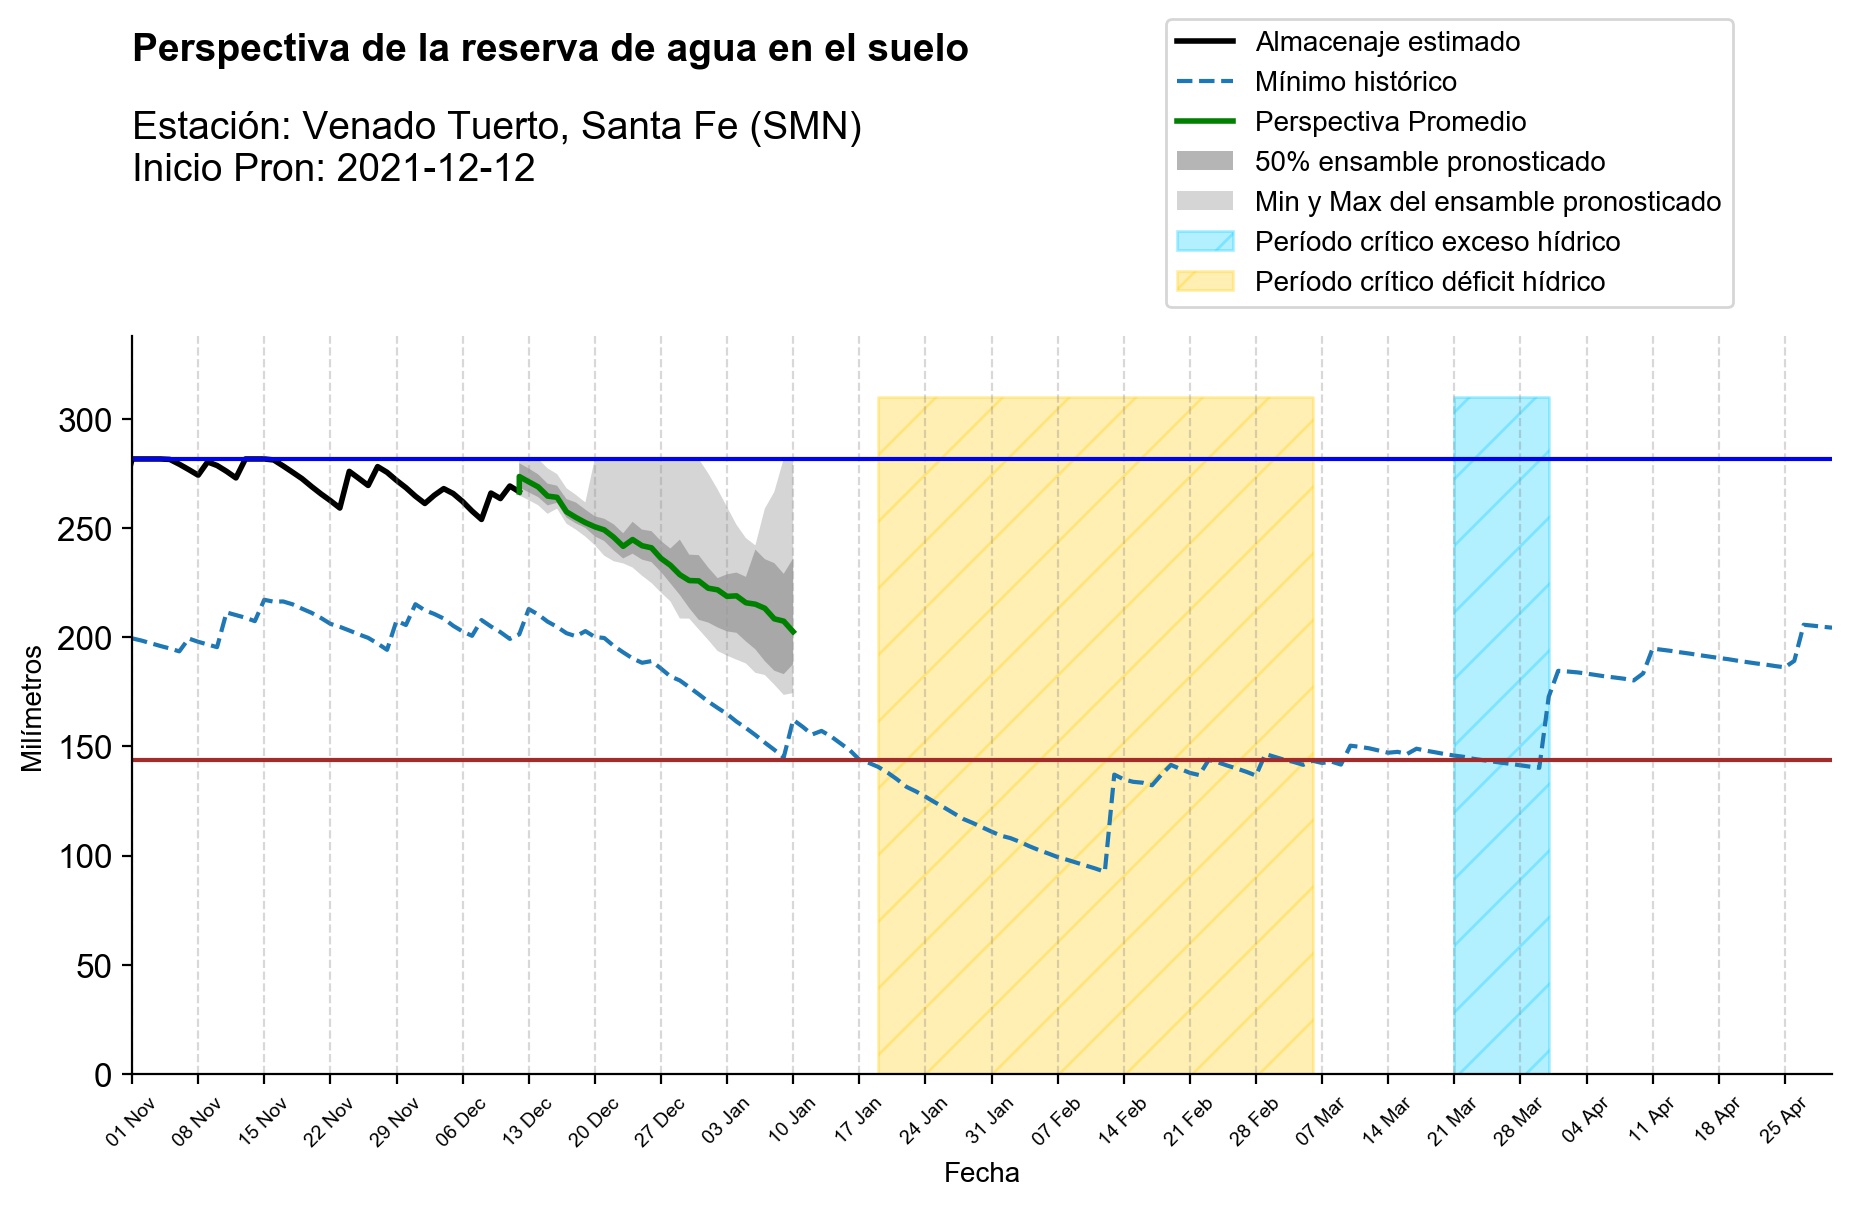 Perspectiva de la reserva de agua en el suelo
Estación: Venado Tuerto, Santa Fe (SMN)
Inicio Pron: 2021-12-12
Almacenaje estimado
Mínimo histórico
Perspectiva Promedio
50% ensamble pronosticado
Min y Max del ensamble pronosticado
Período crítico exceso hídrico
Período crítico déficit hídrico
Milímetros
300
250
200
150
100
50
0
01 Nov
08 Nov
15 Nov
22 Nov
29 Nov
06 Dec
13 Dec
20 Dec
27 Dec
03 Jan
10 Jan
17 Jan
24 Jan
31 Jan
07 Feb
14 Feb
21 Feb
28 Feb
07 Mar
14 Mar
21 Mar
28 Mar
04 Apr
11 Apr
18 Apr
25 Apr
Fecha